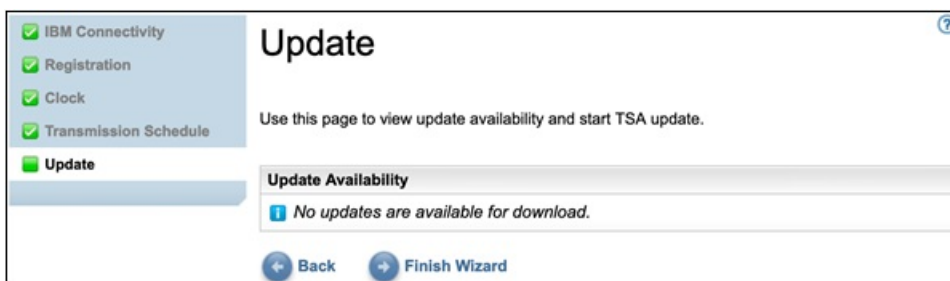 IBM Connectivity
Registration
Clock
Transmission Schedule
Update
Update
?
Use this page to view update availability and start TSA update.
Update Availability
No updates are available for download.
Back
Finish Wizard